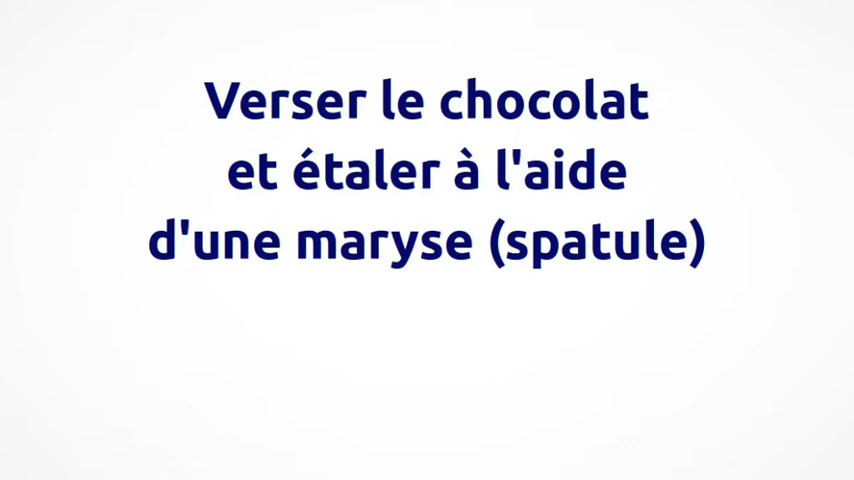 Verser le chocolat
et étaler à l'aide
d'une maryse (spatule)